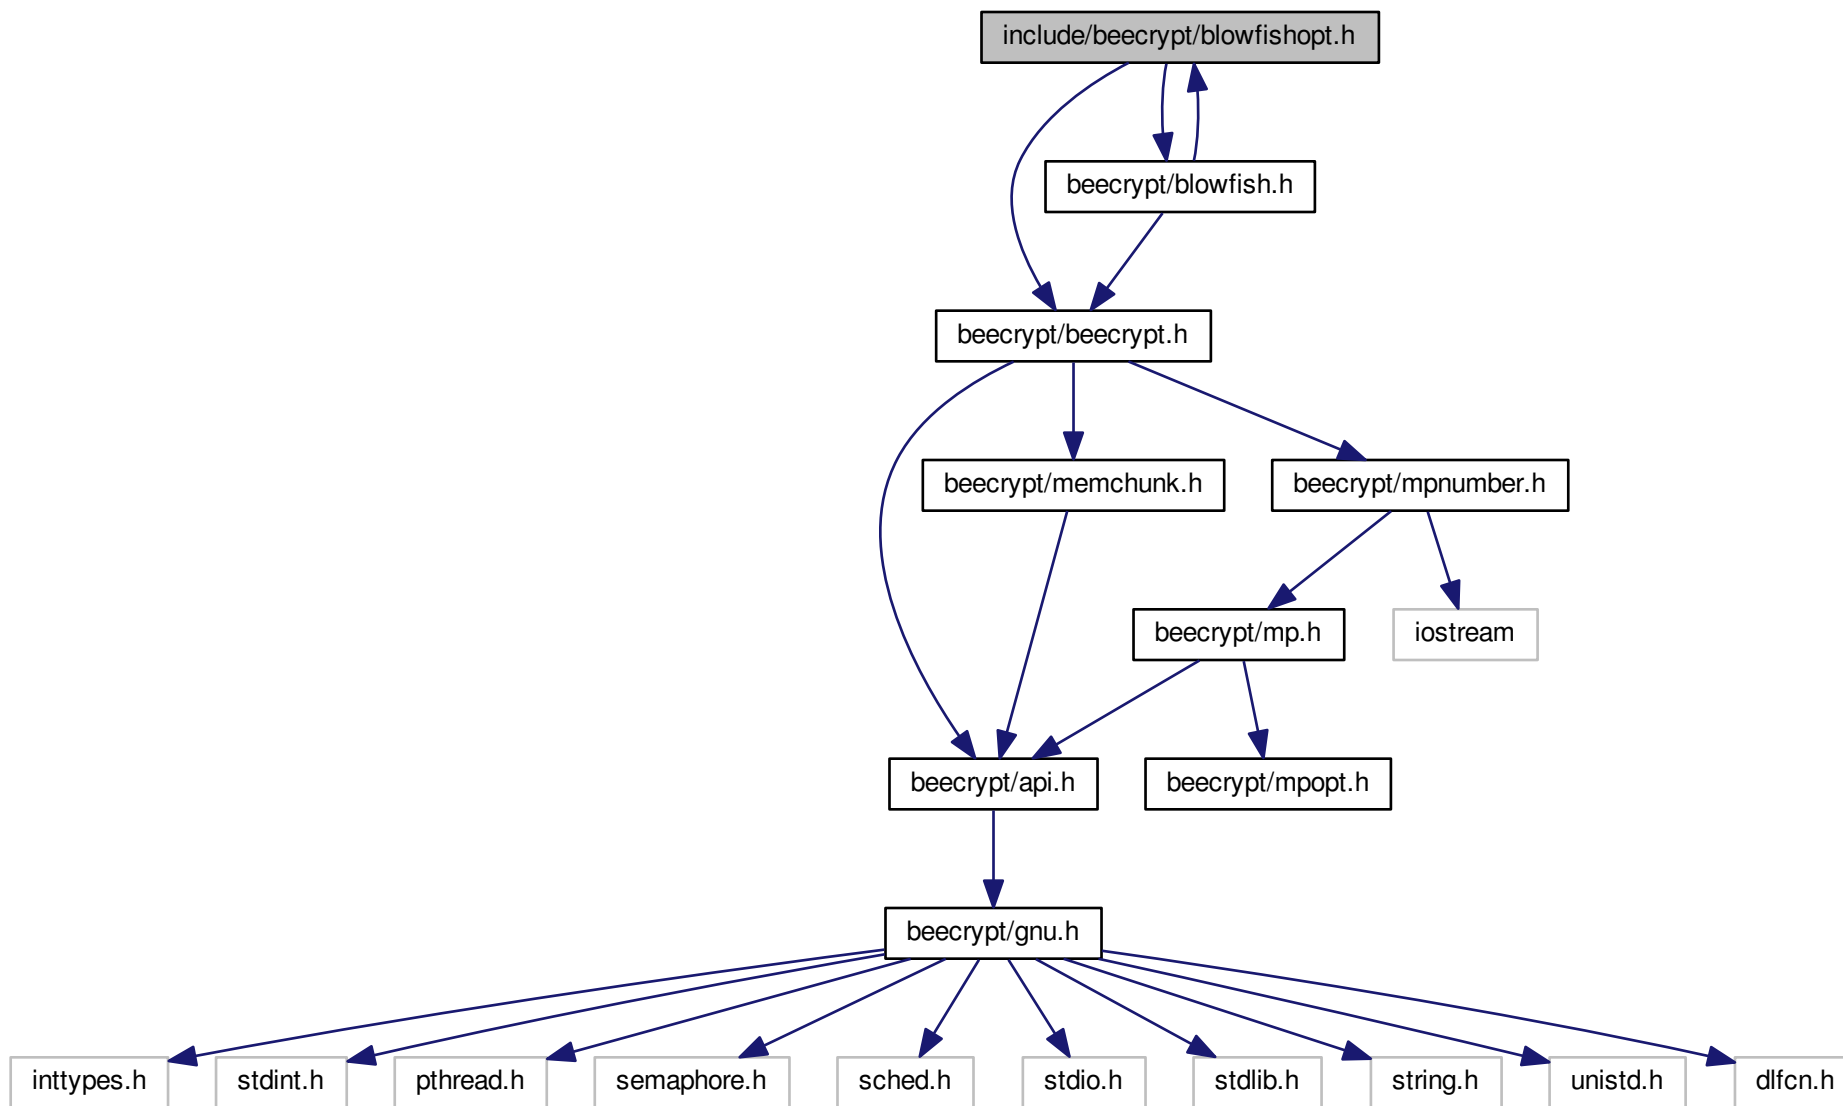 include/beecrypt/blowfishopt.h
beecrypt/blowfish.h
beecrypt/beecrypt.h
beecrypt/memchunk.h
beecrypt/mpnumber.h
beecrypt/mp.h
iostream
beecrypt/api.h
beecrypt/mpopt.h
beecrypt/gnu.h
inttypes.h
stdint.h
pthread.h
semaphore.h
sched.h
stdio.h
stdlib.h
string.h
unistd.h
dlfcn.h